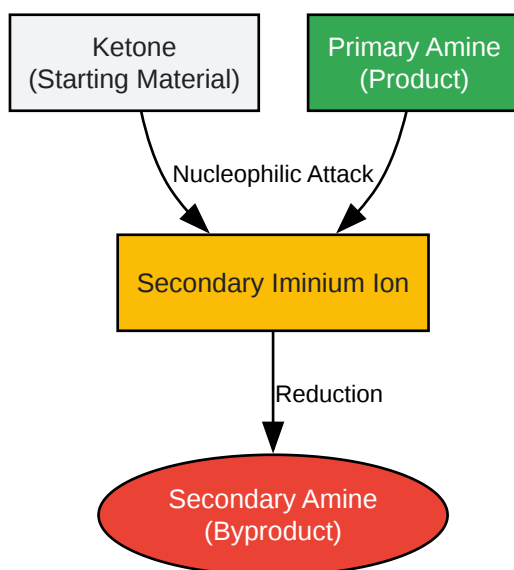 Ketone
(Starting Material)
Primary Amine
(Product)
Nucleophilic Attack
Secondary Iminium Ion
Reduction
Secondary Amine
(Byproduct)